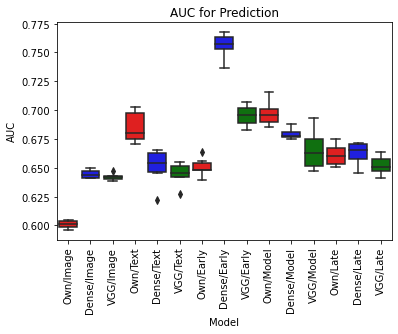 AUC for Prediction
AUC
0.775
0.750
0.725
0.700
0.675
0.650
0.625
0.600
Own/Image
Dense/Image
VGG/Image
Own/Text
Dense/Text
VGG/Text
Own/Early
Dense/Early
VGG/Early
Own/Model
Dense/Model
VGG/Model
Own/Late
Dense/Late
VGG/Late
Model